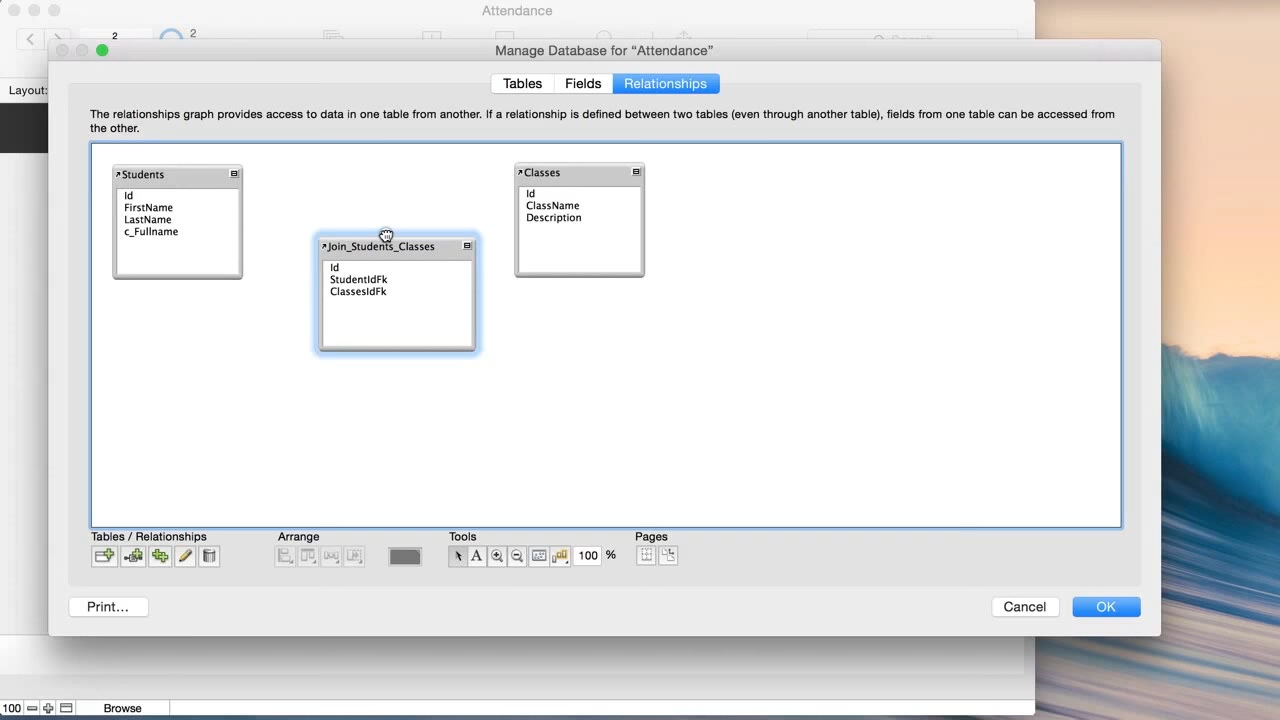 Attendance
2
2
Manage Database for “Attendance”
Layout:
Tables
Fields
Relationships
The relationships graph provides access to data in one table from another. If a relationship is defined between two tables (even through another table), fields from one table can be accessed from
the other.
Students
Id
FirstName
LastName
c_Fullname
Join_Students_Classes
Id
StudentIdFk
ClassesIdFk
Classes
Id
ClassName
Description
Tables / Relationships
Arrange
Tools
Pages
A
100 %
Print...
Cancel
OK
100
Browse